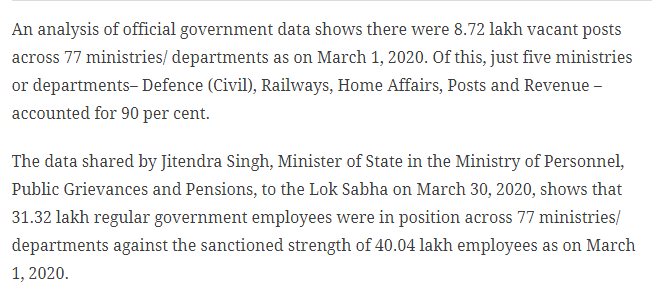 An analysis of official government data shows there were 8.72 lakh vacant posts
across 77 ministries/ departments as on March 1, 2020. Of this, just five ministries
or departments– Defence (Civil), Railways, Home Affairs, Posts and Revenue –
accounted for 90 per cent.
The data shared by Jitendra Singh, Minister of State in the Ministry of Personnel,
Public Grievances and Pensions, to the Lok Sabha on March 30, 2020, shows that
31.32 lakh regular government employees were in position across 77 ministries/
departments against the sanctioned strength of 40.04 lakh employees as on March
1, 2020.